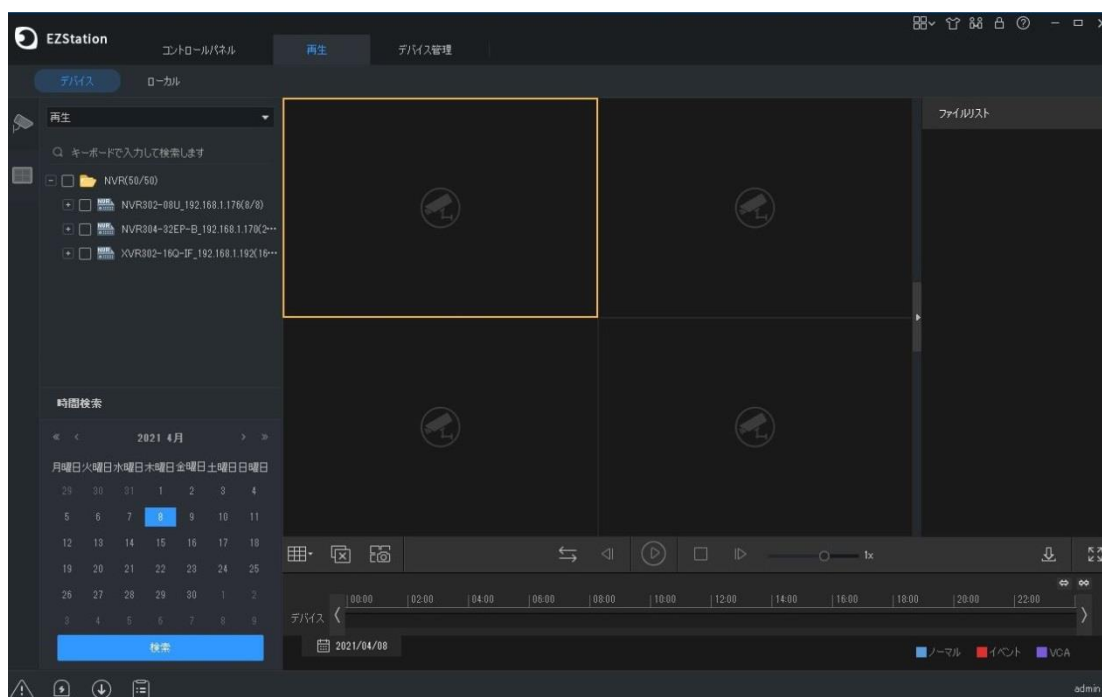 EZStation
コントロールパネル
再生
デバイス管理
デバイス
ローカル
再生
キーボードで入力して検索します
NVR(50/50)
NVR302-08U_192.168.1.176(8/8)
NVR304-32EP-B_192.168.1.170(2…
XVR302-16Q-IF_192.168.1.192(16…
時間検索
« < 2021 4月 > »
月曜日 火曜日 水曜日 木曜日 金曜日 土曜日 日曜日
29 30 31 1 2 3 4
5 6 7 8 9 10 11
12 13 14 15 16 17 18
19 20 21 22 23 24 25
26 27 28 29 30 1 2
3 4 5 6 7 8 9
検索
ファイルリスト
1x
00:00 02:00 04:00 06:00 08:00 10:00 12:00 14:00 16:00 18:00 20:00 22:00
デバイス
2021/04/08
ノーマル イベント VCA
admin